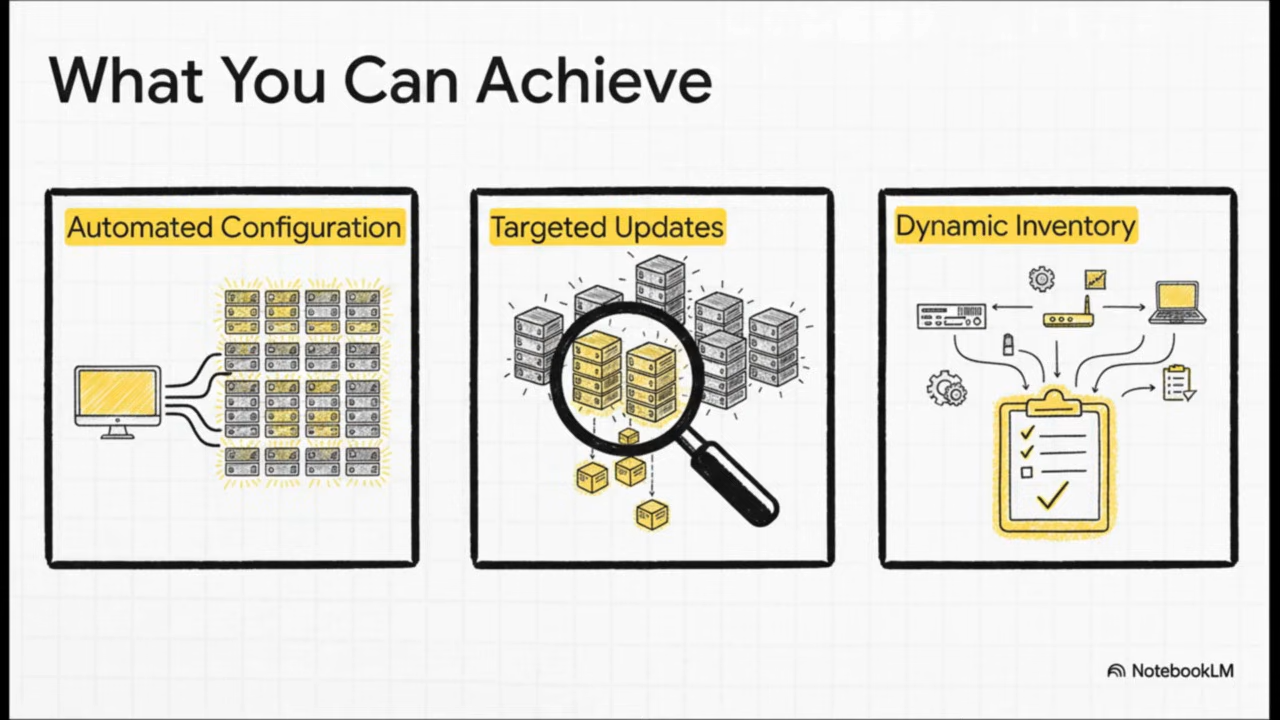 What You Can Achieve
Automated Configuration
Targeted Updates
Dynamic Inventory
NotebookLM